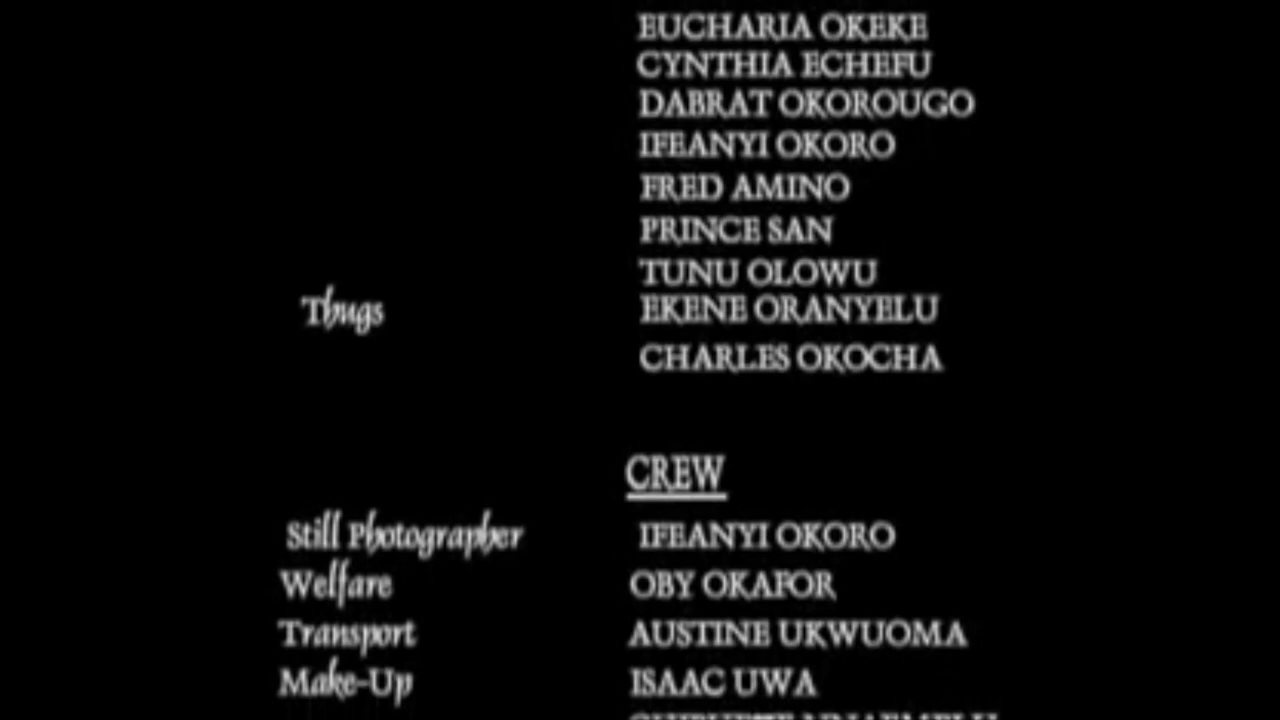 EUCHARIA OKEKE
CYNTHIA ECHEFU
DABRAT OKOROUGO
IFEANYI OKORO
FRED AMINO
PRINCE SAN
TUNU OLOWU
Thugs EKENE ORANYELU
CHARLES OKOCHA
CREW
Still Photographer IFEANYI OKORO
Welfare OBY OKAFOR
Transport AUSTINE UKWUOMA
Make-Up ISAAC UWA